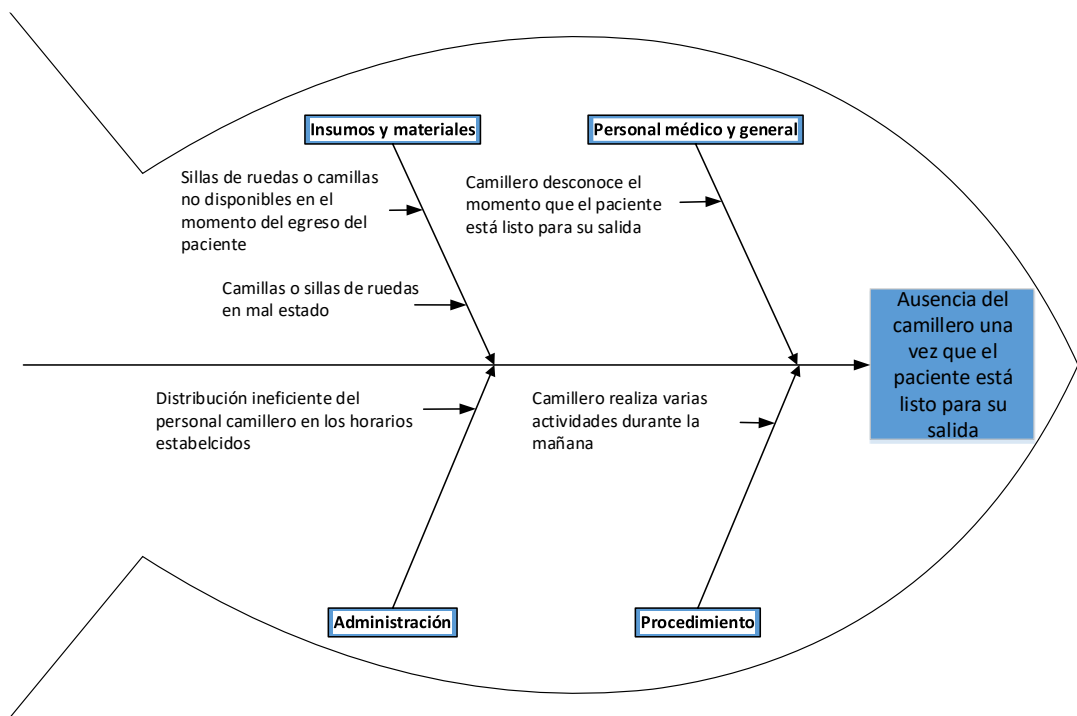 Insumos y materiales
Personal médico y general
Sillas de ruedas o camillas
no disponibles en el
momento del egreso del
paciente
Camillero desconoce el
momento que el paciente
está listo para su salida
Camillas o sillas de ruedas
en mal estado
Ausencia del
camillero una
vez que el
paciente está
listo para su
salida
Distribución ineficiente del
personal camillero en los horarios
estabelcidos
Camillero realiza varias
actividades durante la
mañana
Administración
Procedimiento